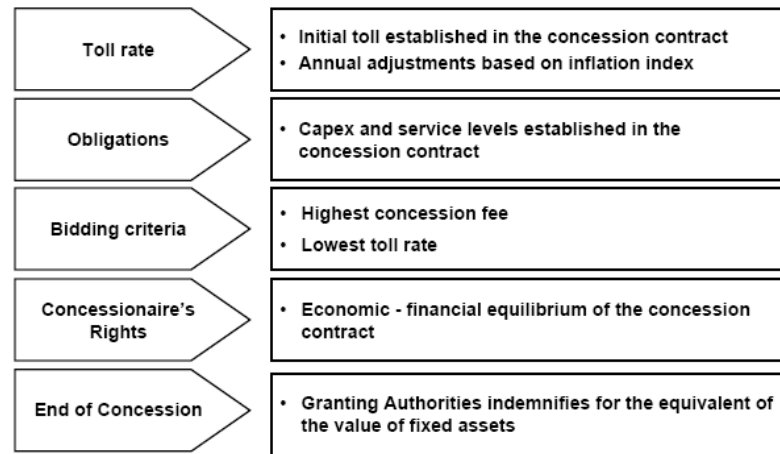 Toll rate
• Initial toll established in the concession contract
• Annual adjustments based on inflation index
Obligations
• Capex and service levels established in the
concession contract
Bidding criteria
• Highest concession fee
• Lowest toll rate
Concessionaire's
Rights
• Economic - financial equilibrium of the concession
contract
End of Concession
• Granting Authorities indemnifies for the equivalent of
the value of fixed assets